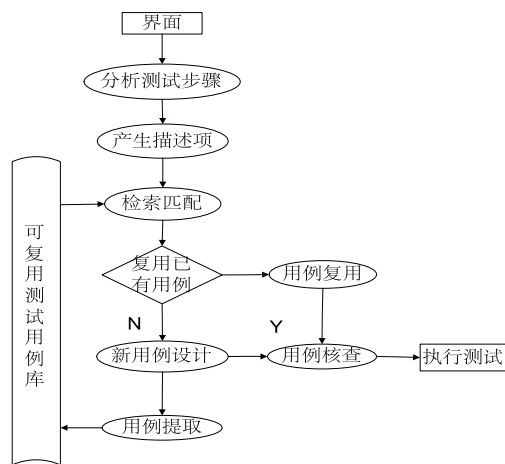 界面
分析测试步骤
产生描述项
检索匹配
可复用测试用例库
复用已
有用例
用例复用
N
Y
新用例设计
用例核查
执行测试
用例提取